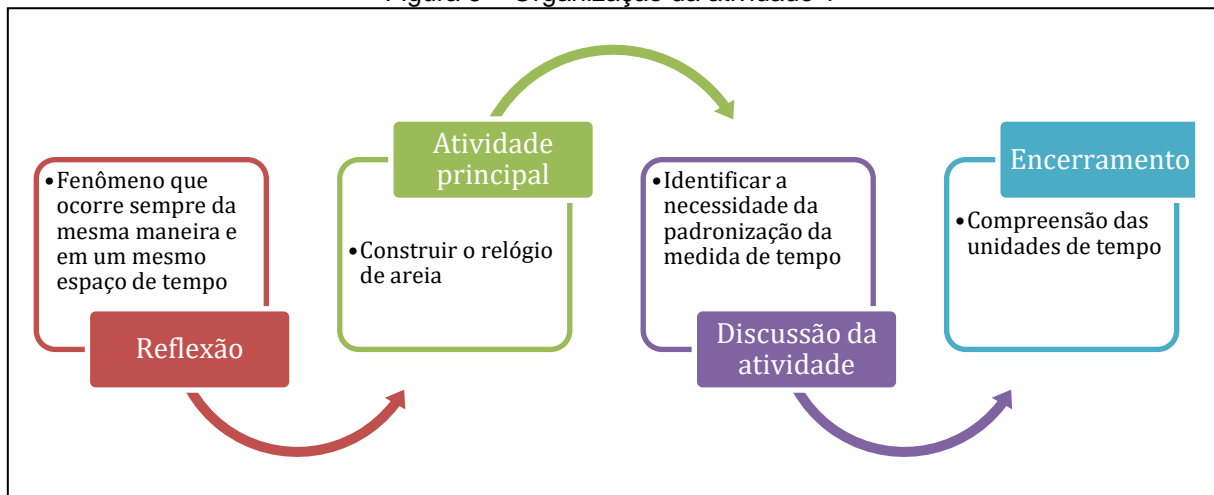 •Fenômeno que
ocorre sempre da
mesma maneira e
em um mesmo
espaço de tempo
Reflexão
Atividade
principal
•Construir o relógio
de areia
•Identificar a
necessidade da
padronização da
medida de tempo
Discussão da
atividade
Encerramento
•Compreensão das
unidades de tempo